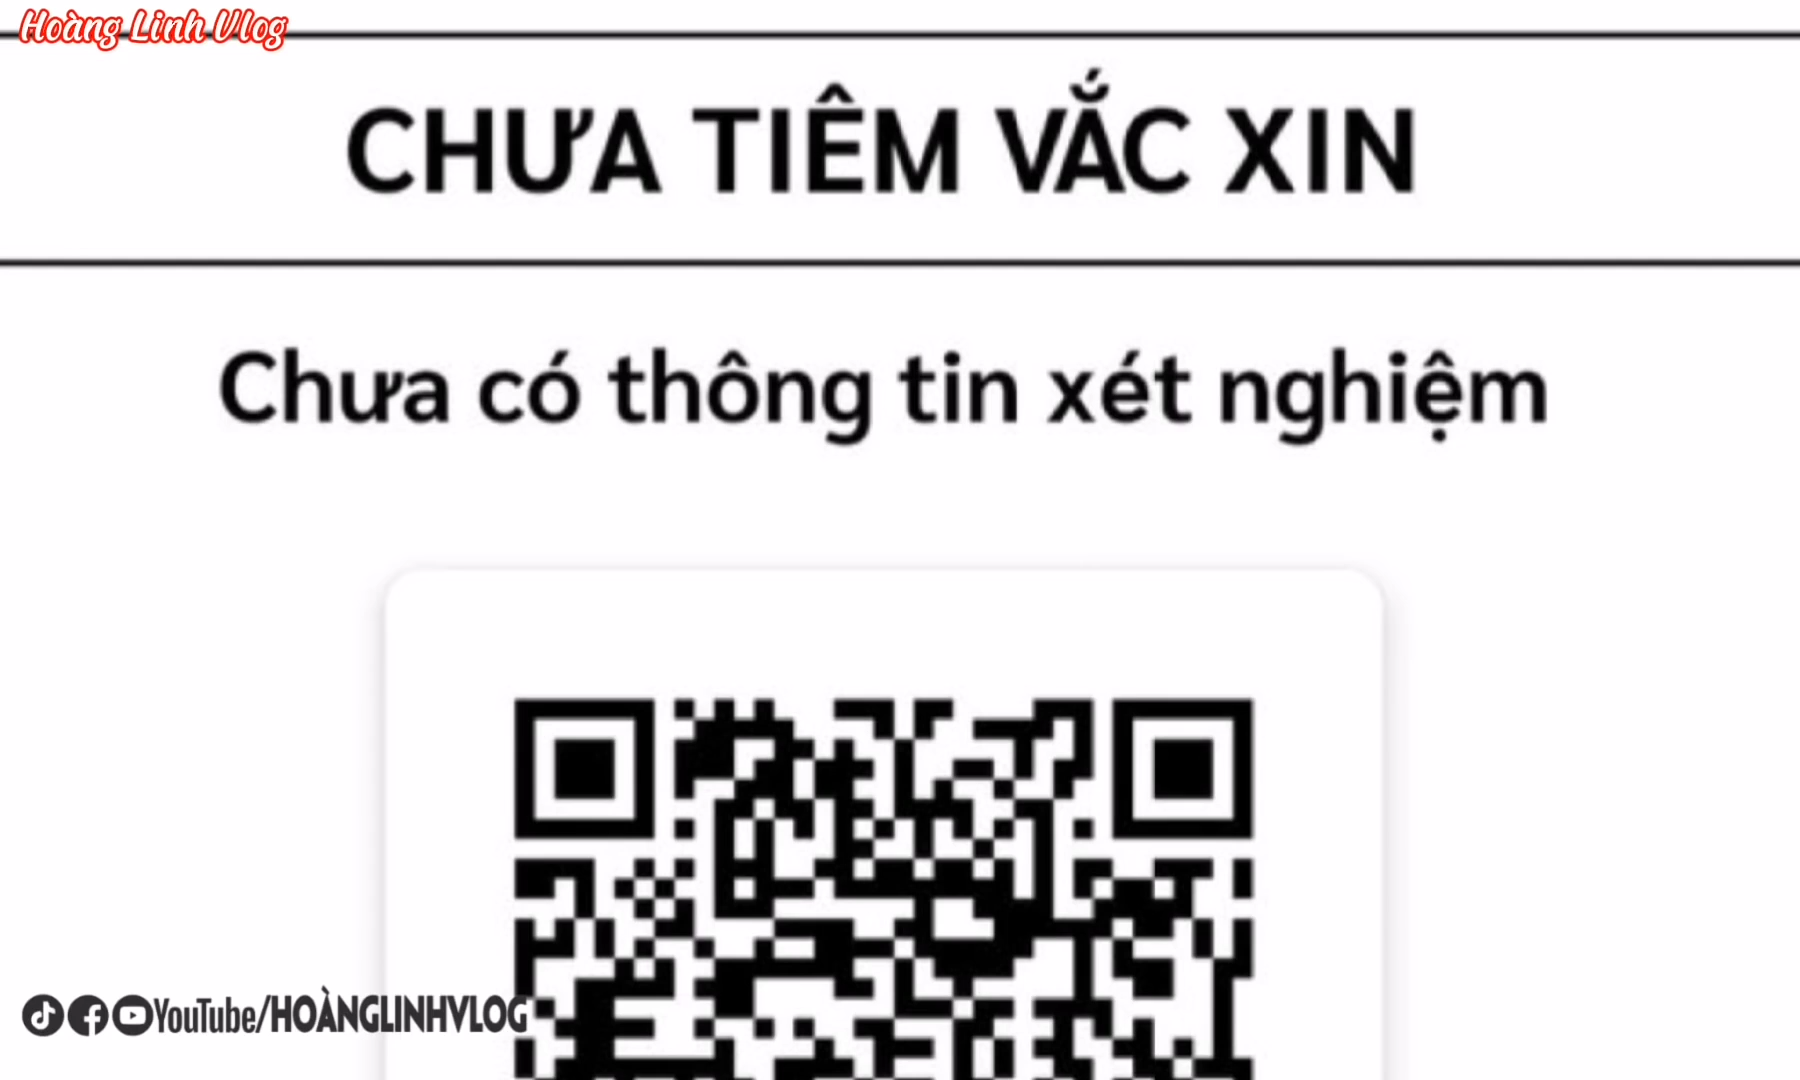 Hoàng Linh Vlog
CHƯA TIÊM VẮC XIN
Chưa có thông tin xét nghiệm
YouTube/HOÀNGLINHVLOG